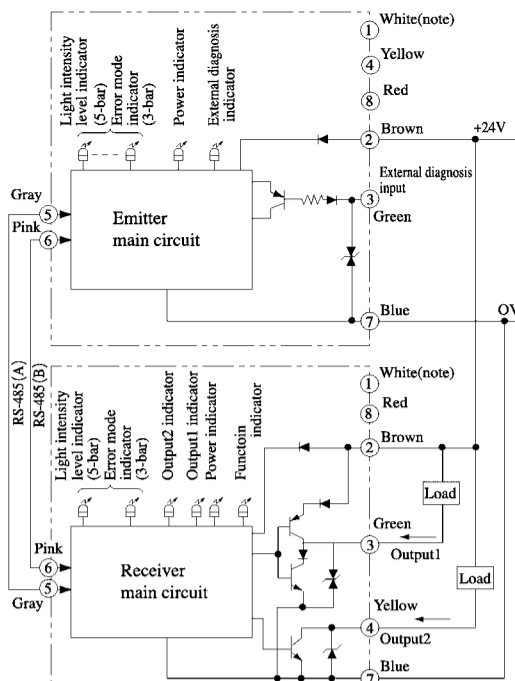 1 White(note)
4 Yellow
8 Red
Light intensity
level indicator
(5-bar)
Error mode
indicator
(3-bar)
Power indicator
External diagnosis
indicator
2 Brown
+24V
External diagnosis
input
3
Green
Gray
5
Pink
6
Emitter
main circuit
7
Blue
OV
RS-485(A)
RS-485(B)
1 White(note)
8 Red
Light intensity
level indicator
(5-bar)
Error mode
indicator
(3-bar)
Output2 indicator
Output1 indicator
Power indicator
Functoin
indicator
2 Brown
Load
Green
3
Output1
Load
Pink
6
Gray
5
Receiver
main circuit
Yellow
4
Output2
Blue
7